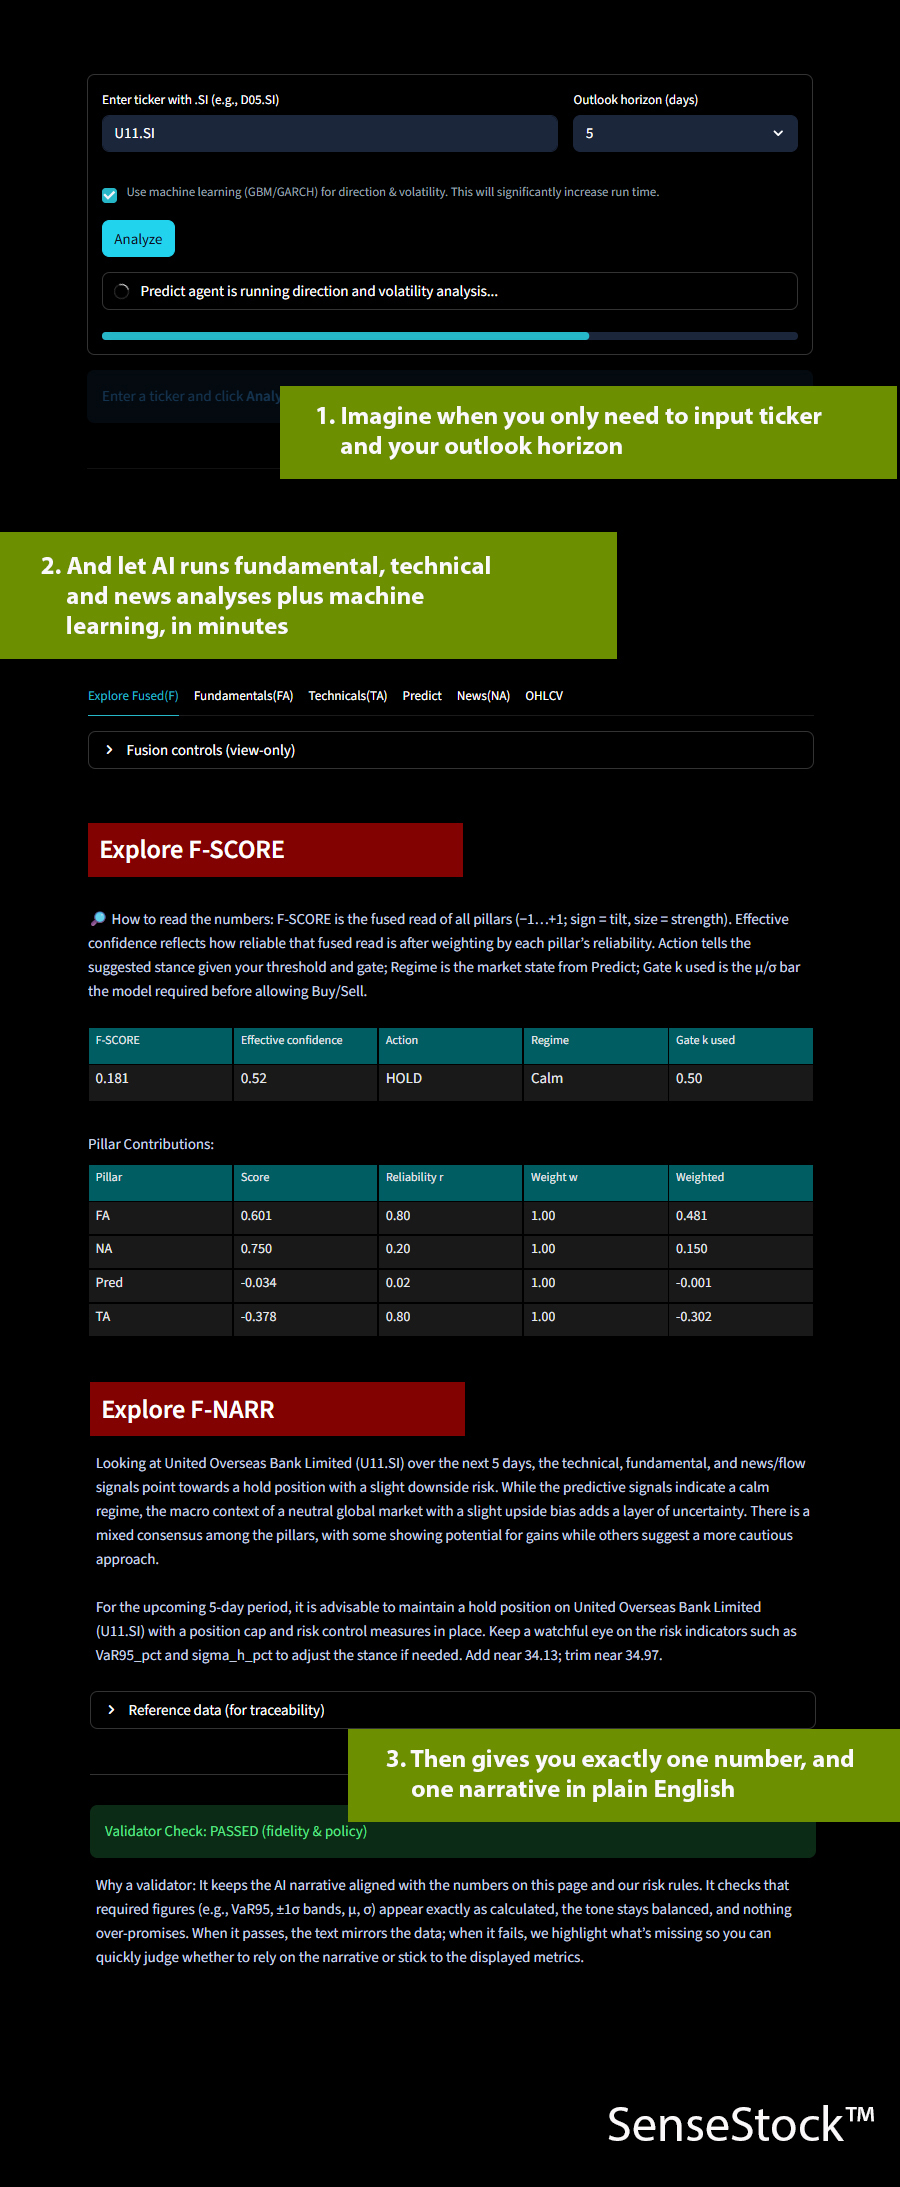 Enter ticker with .SI (e.g., D05.SI)
Outlook horizon (days)
U11.SI
5
Use machine learning (GBM/GARCH) for direction & volatility. This will significantly increase run time.
Analyze
Predict agent is running direction and volatility analysis...
Enter a ticker and click Analy
1. Imagine when you only need to input ticker
and your outlook horizon
2. And let AI runs fundamental, technical
and news analyses plus machine
learning, in minutes
Explore Fused(F) Fundamentals(FA) Technicals(TA) Predict News(NA) OHLCV
Fusion controls (view-only)
Explore F-SCORE
🔎 How to read the numbers: F-SCORE is the fused read of all pillars (−1…+1; sign = tilt, size = strength). Effective
confidence reflects how reliable that fused read is after weighting by each pillar’s reliability. Action tells the
suggested stance given your threshold and gate; Regime is the market state from Predict; Gate k used is the μ/σ bar
the model required before allowing Buy/Sell.
F-SCORE Effective confidence Action Regime Gate k used
0.181 0.52 HOLD Calm 0.50
Pillar Contributions:
Pillar Score Reliability r Weight w Weighted
FA 0.601 0.80 1.00 0.481
NA 0.750 0.20 1.00 0.150
Pred -0.034 0.02 1.00 -0.001
TA -0.378 0.80 1.00 -0.302
Explore F-NARR
Looking at United Overseas Bank Limited (U11.SI) over the next 5 days, the technical, fundamental, and news/flow
signals point towards a hold position with a slight downside risk. While the predictive signals indicate a calm
regime, the macro context of a neutral global market with a slight upside bias adds a layer of uncertainty. There is a
mixed consensus among the pillars, with some showing potential for gains while others suggest a more cautious
approach.
For the upcoming 5-day period, it is advisable to maintain a hold position on United Overseas Bank Limited
(U11.SI) with a position cap and risk control measures in place. Keep a watchful eye on the risk indicators such as
VaR95_pct and sigma_h_pct to adjust the stance if needed. Add near 34.13; trim near 34.97.
Reference data (for traceability)
3. Then gives you exactly one number, and
one narrative in plain English
Validator Check: PASSED (fidelity & policy)
Why a validator: It keeps the AI narrative aligned with the numbers on this page and our risk rules. It checks that
required figures (e.g., VaR95, ±1σ bands, μ, σ) appear exactly as calculated, the tone stays balanced, and nothing
over-promises. When it passes, the text mirrors the data; when it fails, we highlight what’s missing so you can
quickly judge whether to rely on the narrative or stick to the displayed metrics.
SenseStock™